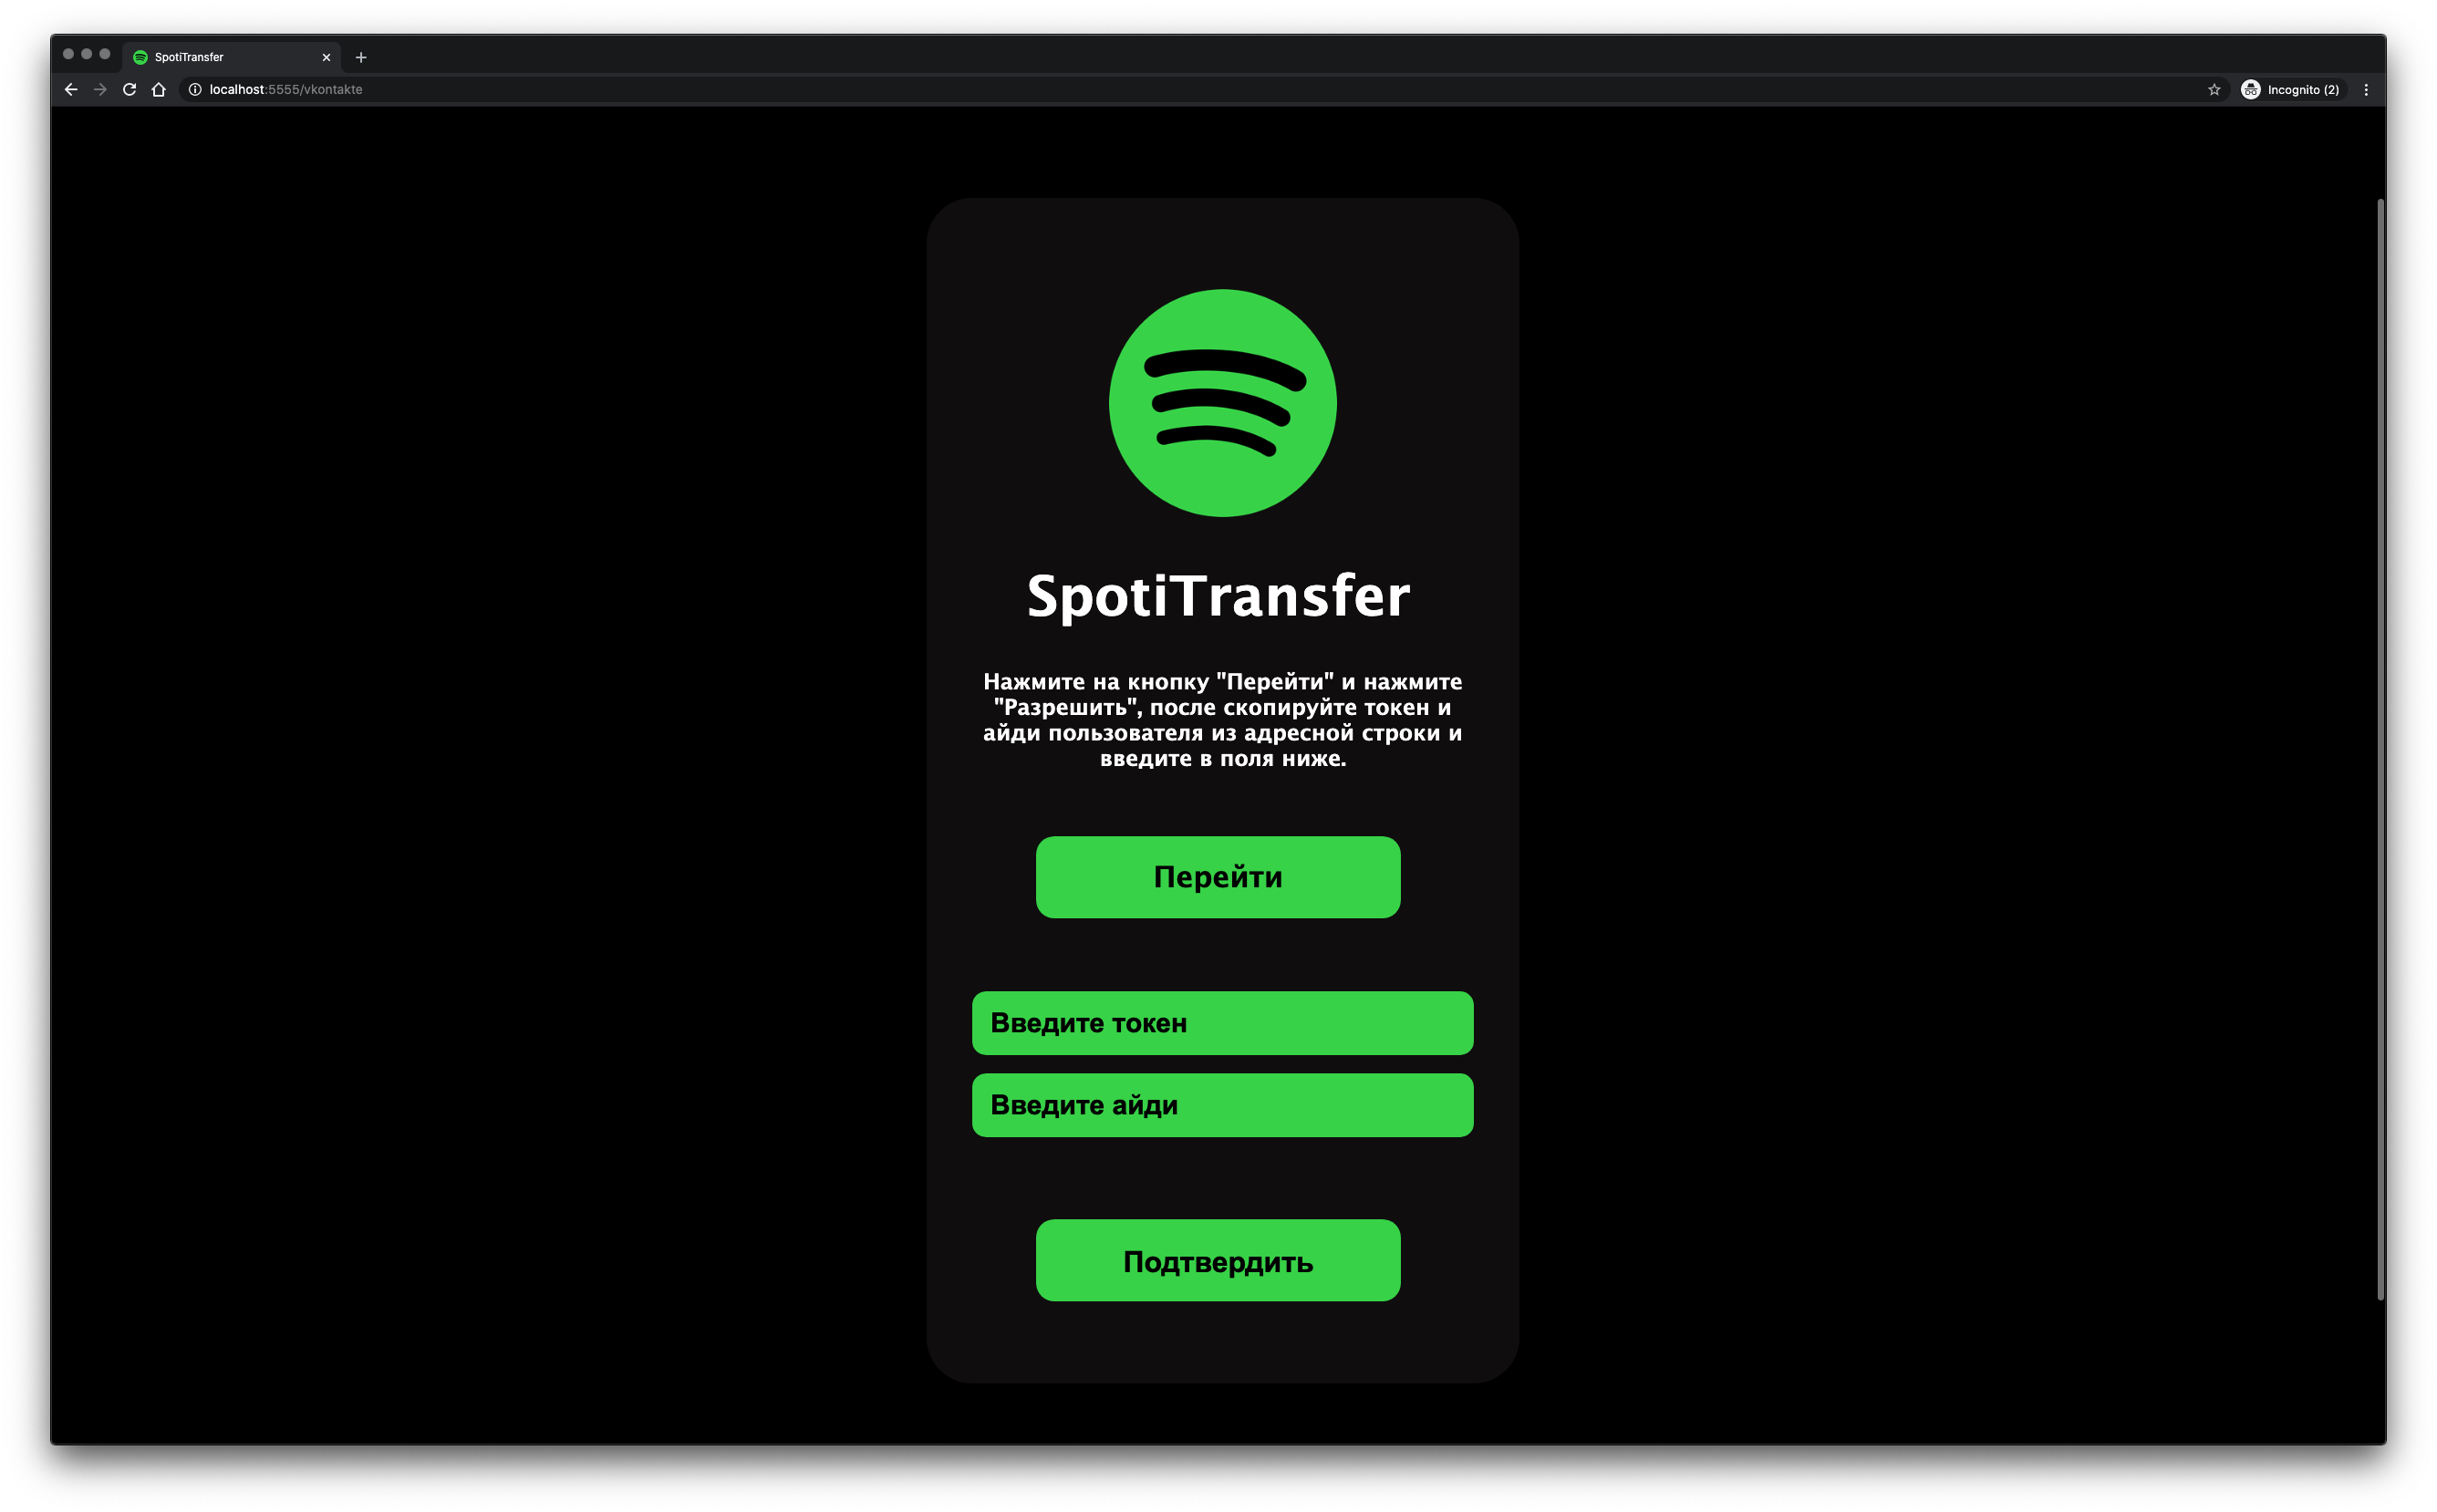 SpotiTransfer
localhost:5555/vkontakte
Incognito (2)
SpotiTransfer
Нажмите на кнопку "Перейти" и нажмите
"Разрешить", после скопируйте токен и
айди пользователя из адресной строки и
введите в поля ниже.
Перейти
Введите токен
Введите айди
Подтвердить